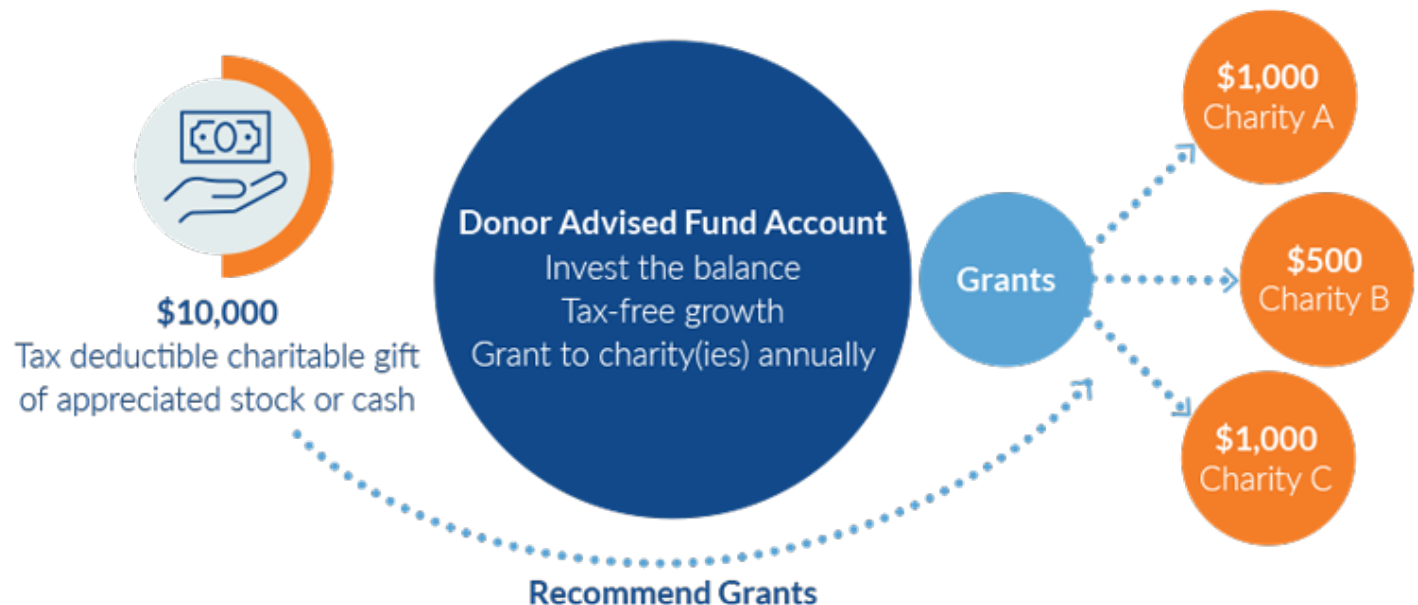 $10,000
Tax deductible charitable gift
of appreciated stock or cash
Donor Advised Fund Account
Invest the balance
Tax-free growth
Grant to charity(ies) annually
Recommend Grants
Grants
$1,000
Charity A
$500
Charity B
$1,000
Charity C